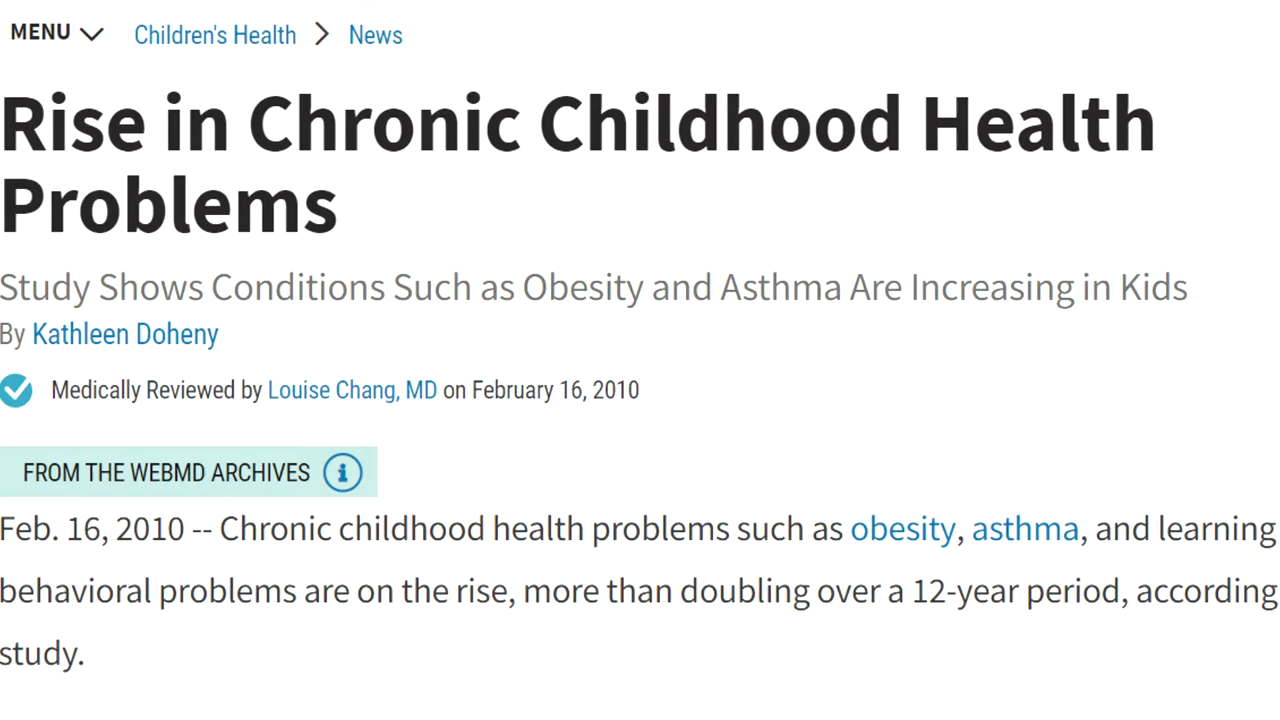 MENU Children's Health > News
Rise in Chronic Childhood Health
Problems
Study Shows Conditions Such as Obesity and Asthma Are Increasing in Kids
By Kathleen Doheny
Medically Reviewed by Louise Chang, MD on February 16, 2010
FROM THE WEBMD ARCHIVES
Feb. 16, 2010 -- Chronic childhood health problems such as obesity, asthma, and learning
behavioral problems are on the rise, more than doubling over a 12-year period, according
study.